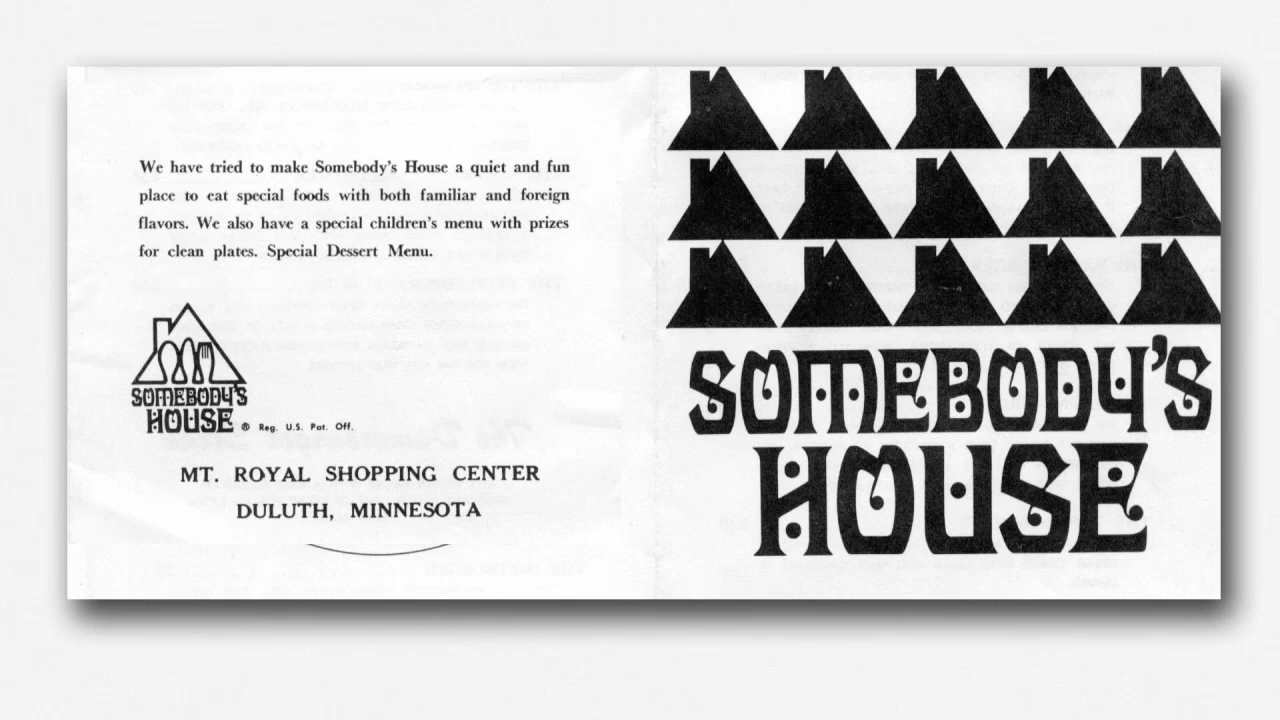 We have tried to make Somebody's House a quiet and fun
place to eat special foods with both familiar and foreign
flavors. We also have a special children's menu with prizes
for clean plates. Special Dessert Menu.
SOMEBODY'S
HOUSE ® Reg. U.S. Pat. Off.
MT. ROYAL SHOPPING CENTER
DULUTH, MINNESOTA
SOMEBODY'S
HOUSE